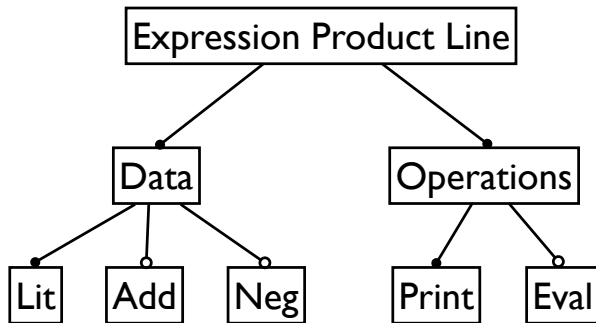 Expression Product Line
Data
Operations
Lit
Add
Neg
Print
Eval